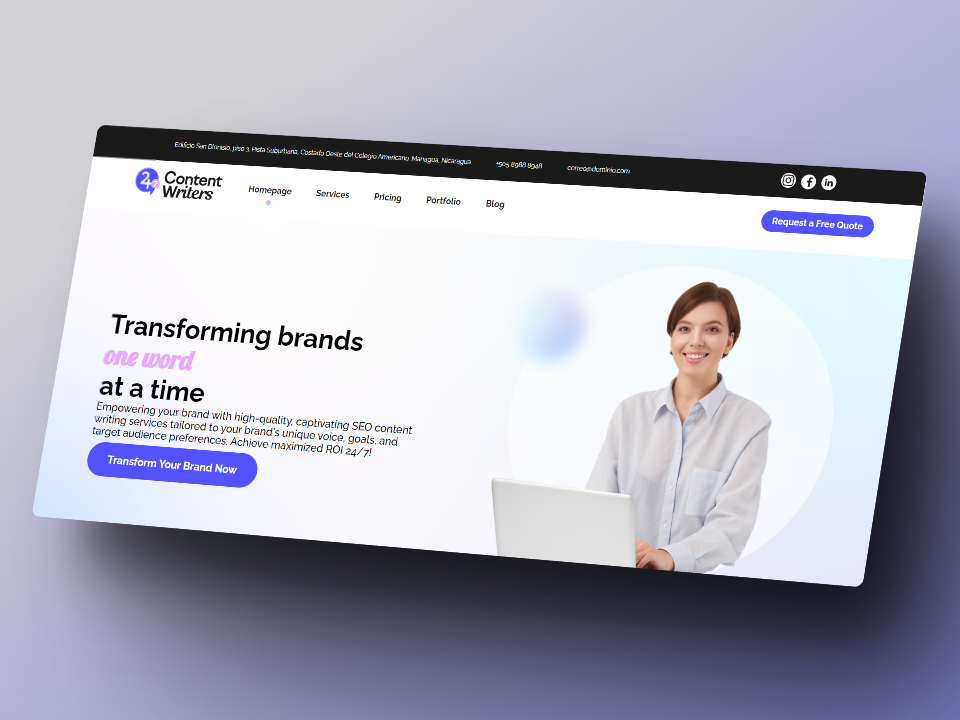 Edificio San Dionisio, piso 3, Pista Suburbana, Costado Oeste del Colegio Americano, Managua, Nicaragua +505 8988 8948 correo@dominio.com
24 Content
Writers
Homepage Services Pricing Portfolio Blog
Request a Free Quote
Transforming brands
one word
at a time
Empowering your brand with high-quality, captivating SEO content
writing services tailored to your brand's unique voice, goals, and
target audience preferences. Achieve maximized ROI 24/7!
Transform Your Brand Now